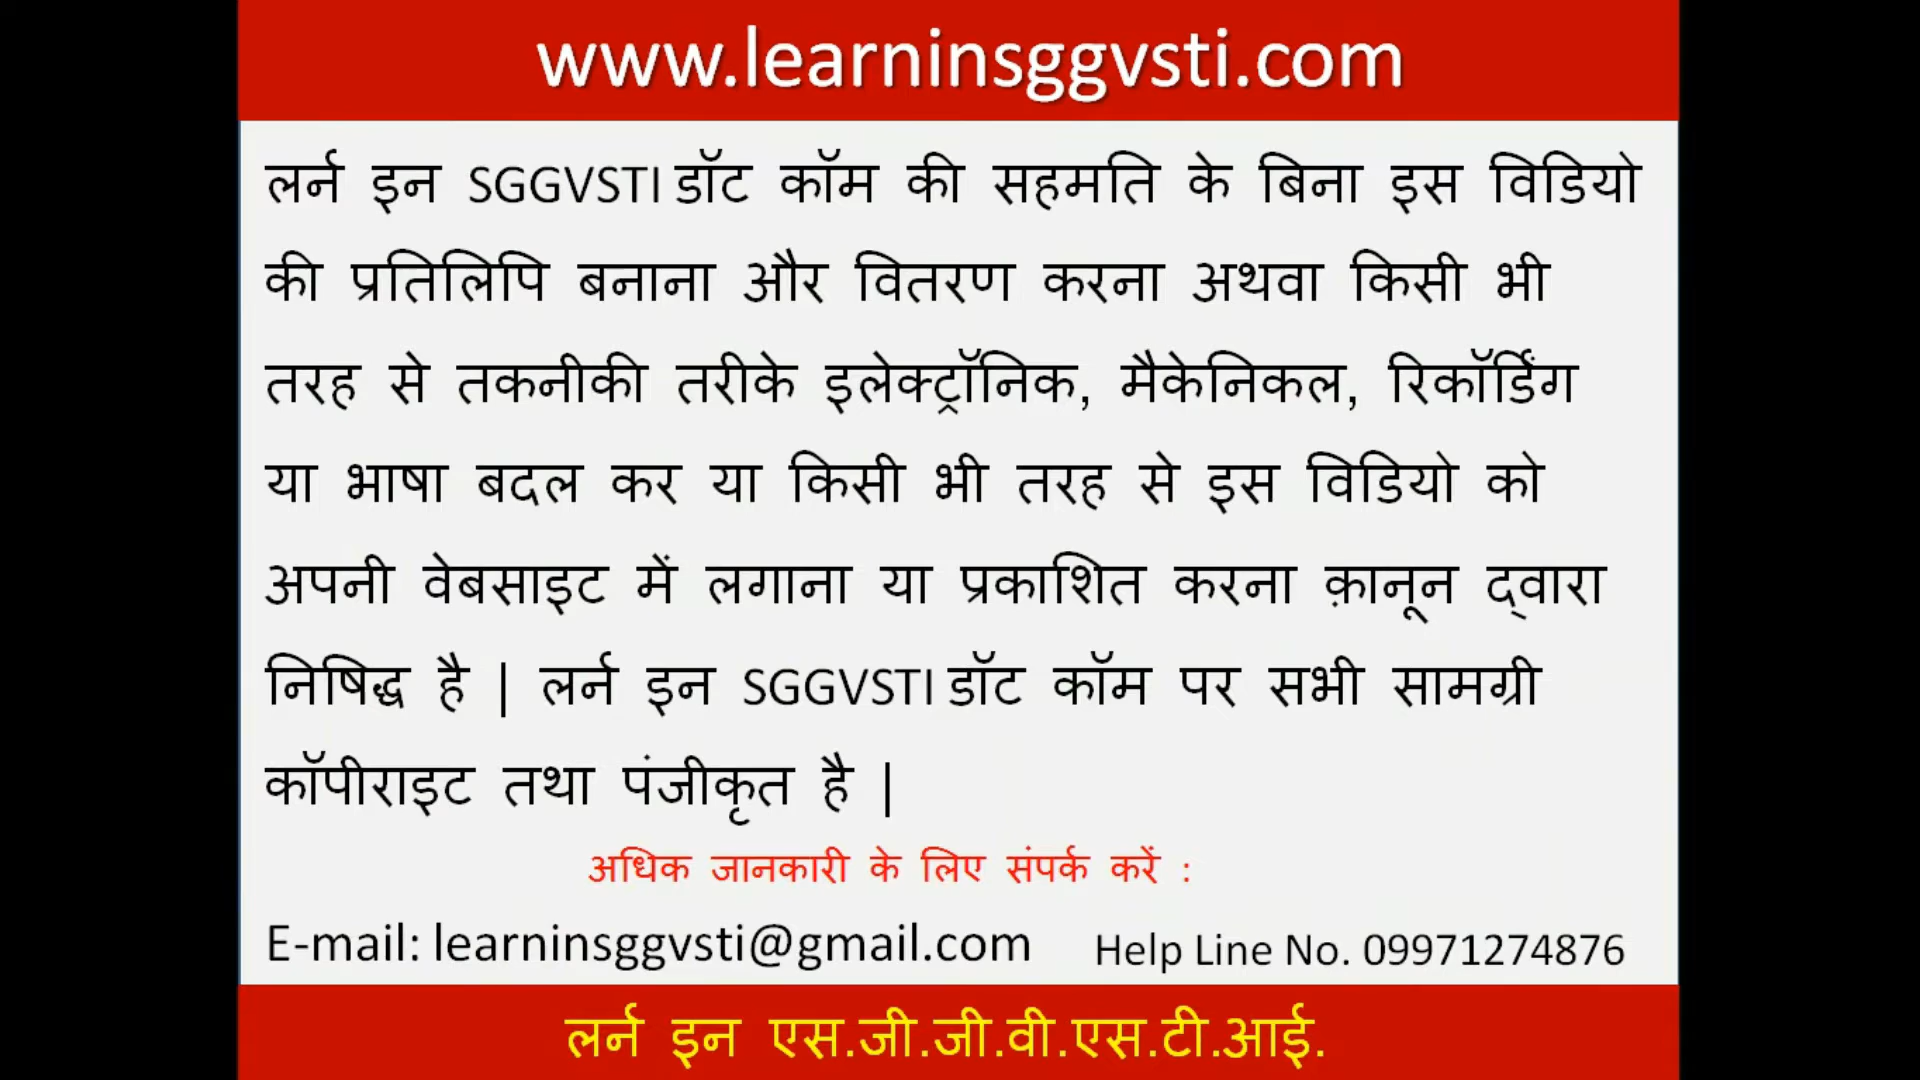 www.learninsggvsti.com
लर्न इन SGGVSTI डॉट कॉम की सहमति के बिना इस विडियो
की प्रतिलिपि बनाना और वितरण करना अथवा किसी भी
तरह से तकनीकी तरीके इलेक्ट्रॉनिक, मैकेनिकल, रिकॉर्डिंग
या भाषा बदल कर या किसी भी तरह से इस विडियो को
अपनी वेबसाइट में लगाना या प्रकाशित करना क़ानून द्वारा
निषिद्ध है | लर्न इन SGGVSTI डॉट कॉम पर सभी सामग्री
कॉपीराइट तथा पंजीकृत है |
अधिक जानकारी के लिए संपर्क करें :
E-mail: learninsggvsti@gmail.com Help Line No. 09971274876
लर्न इन एस.जी.जी.वी.एस.टी.आई.